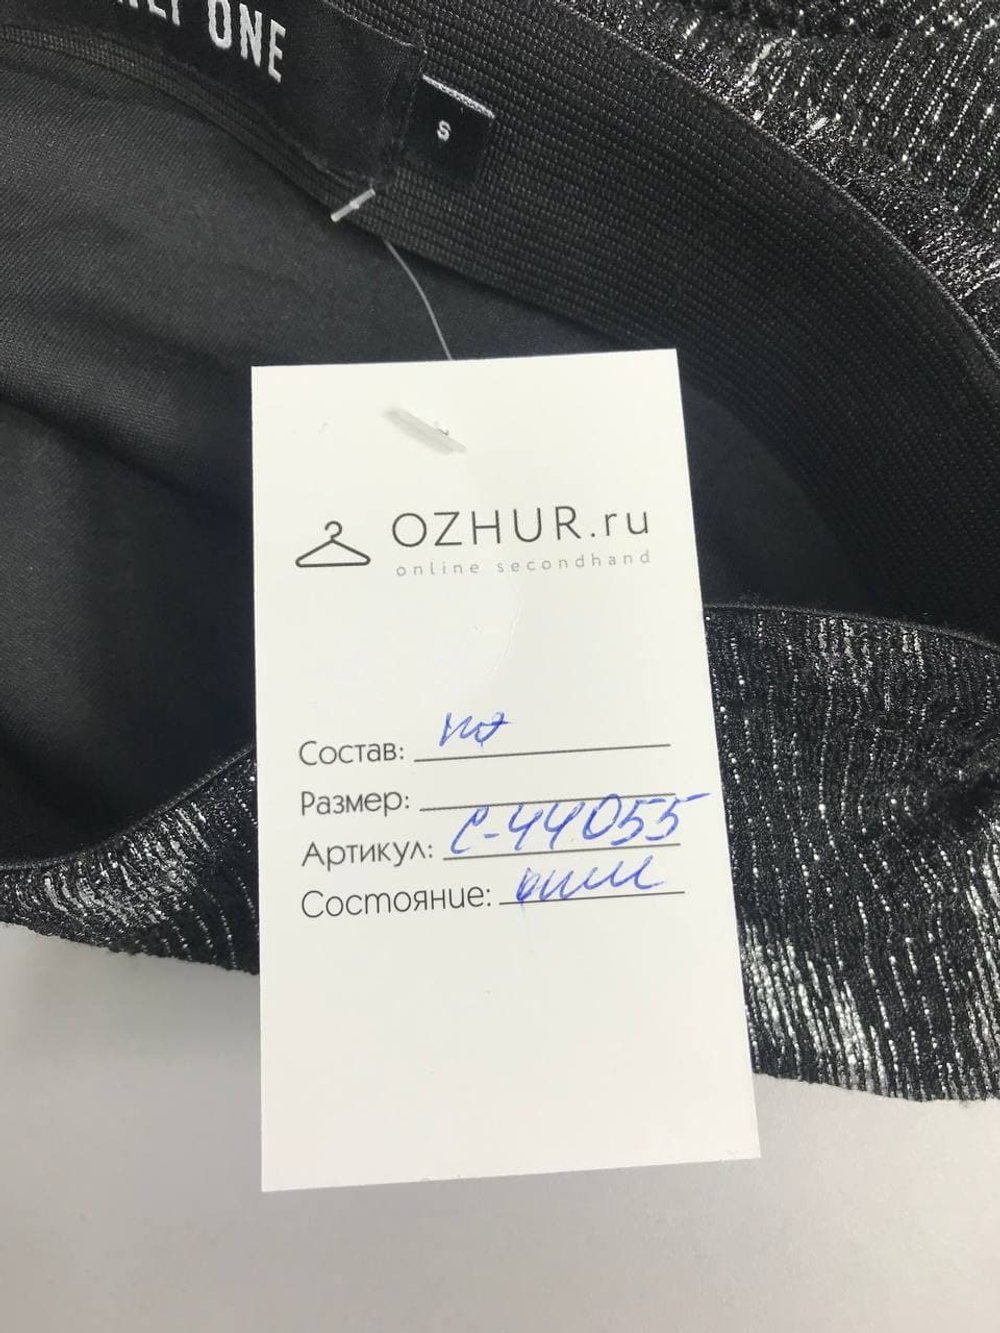 ONE
S
OZHUR.ru
online secondhand
Состав:
Размер:
Артикул: С-44055
Состояние: